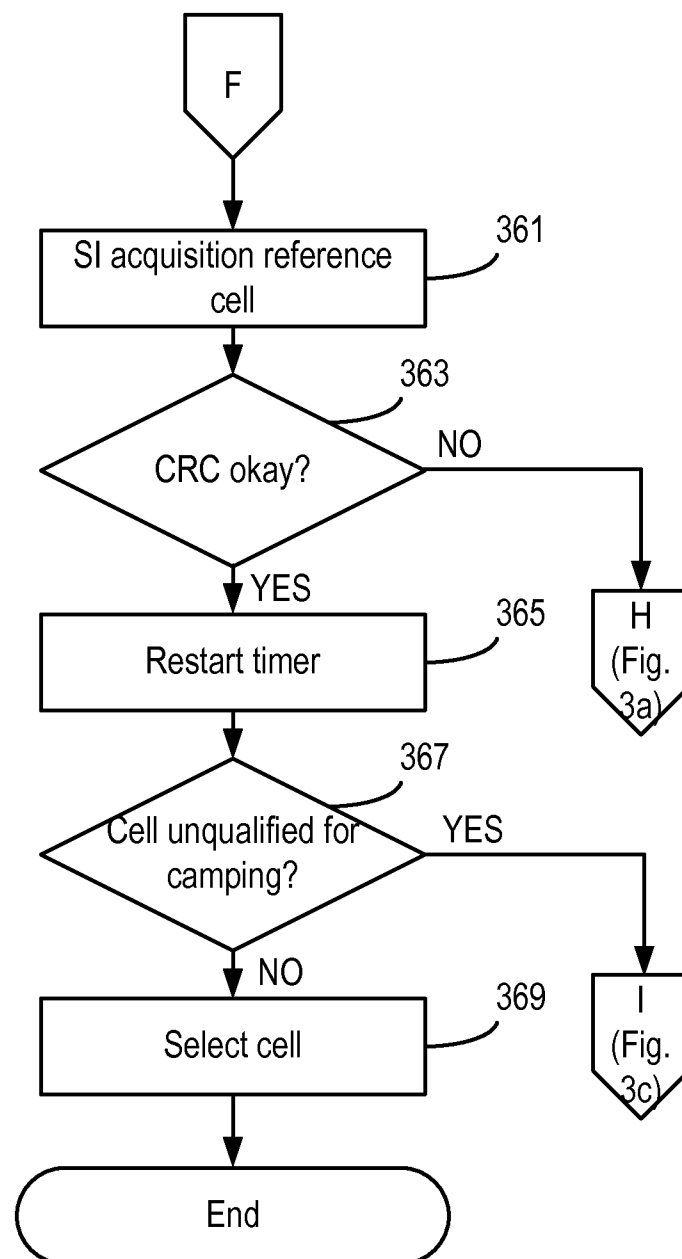 F
361
SI acquisition reference
cell
363
NO
CRC okay?
YES
365
Restart timer
H
(Fig.
3a)
367
YES
Cell unqualified for
camping?
NO
369
Select cell
I
(Fig.
3c)
End